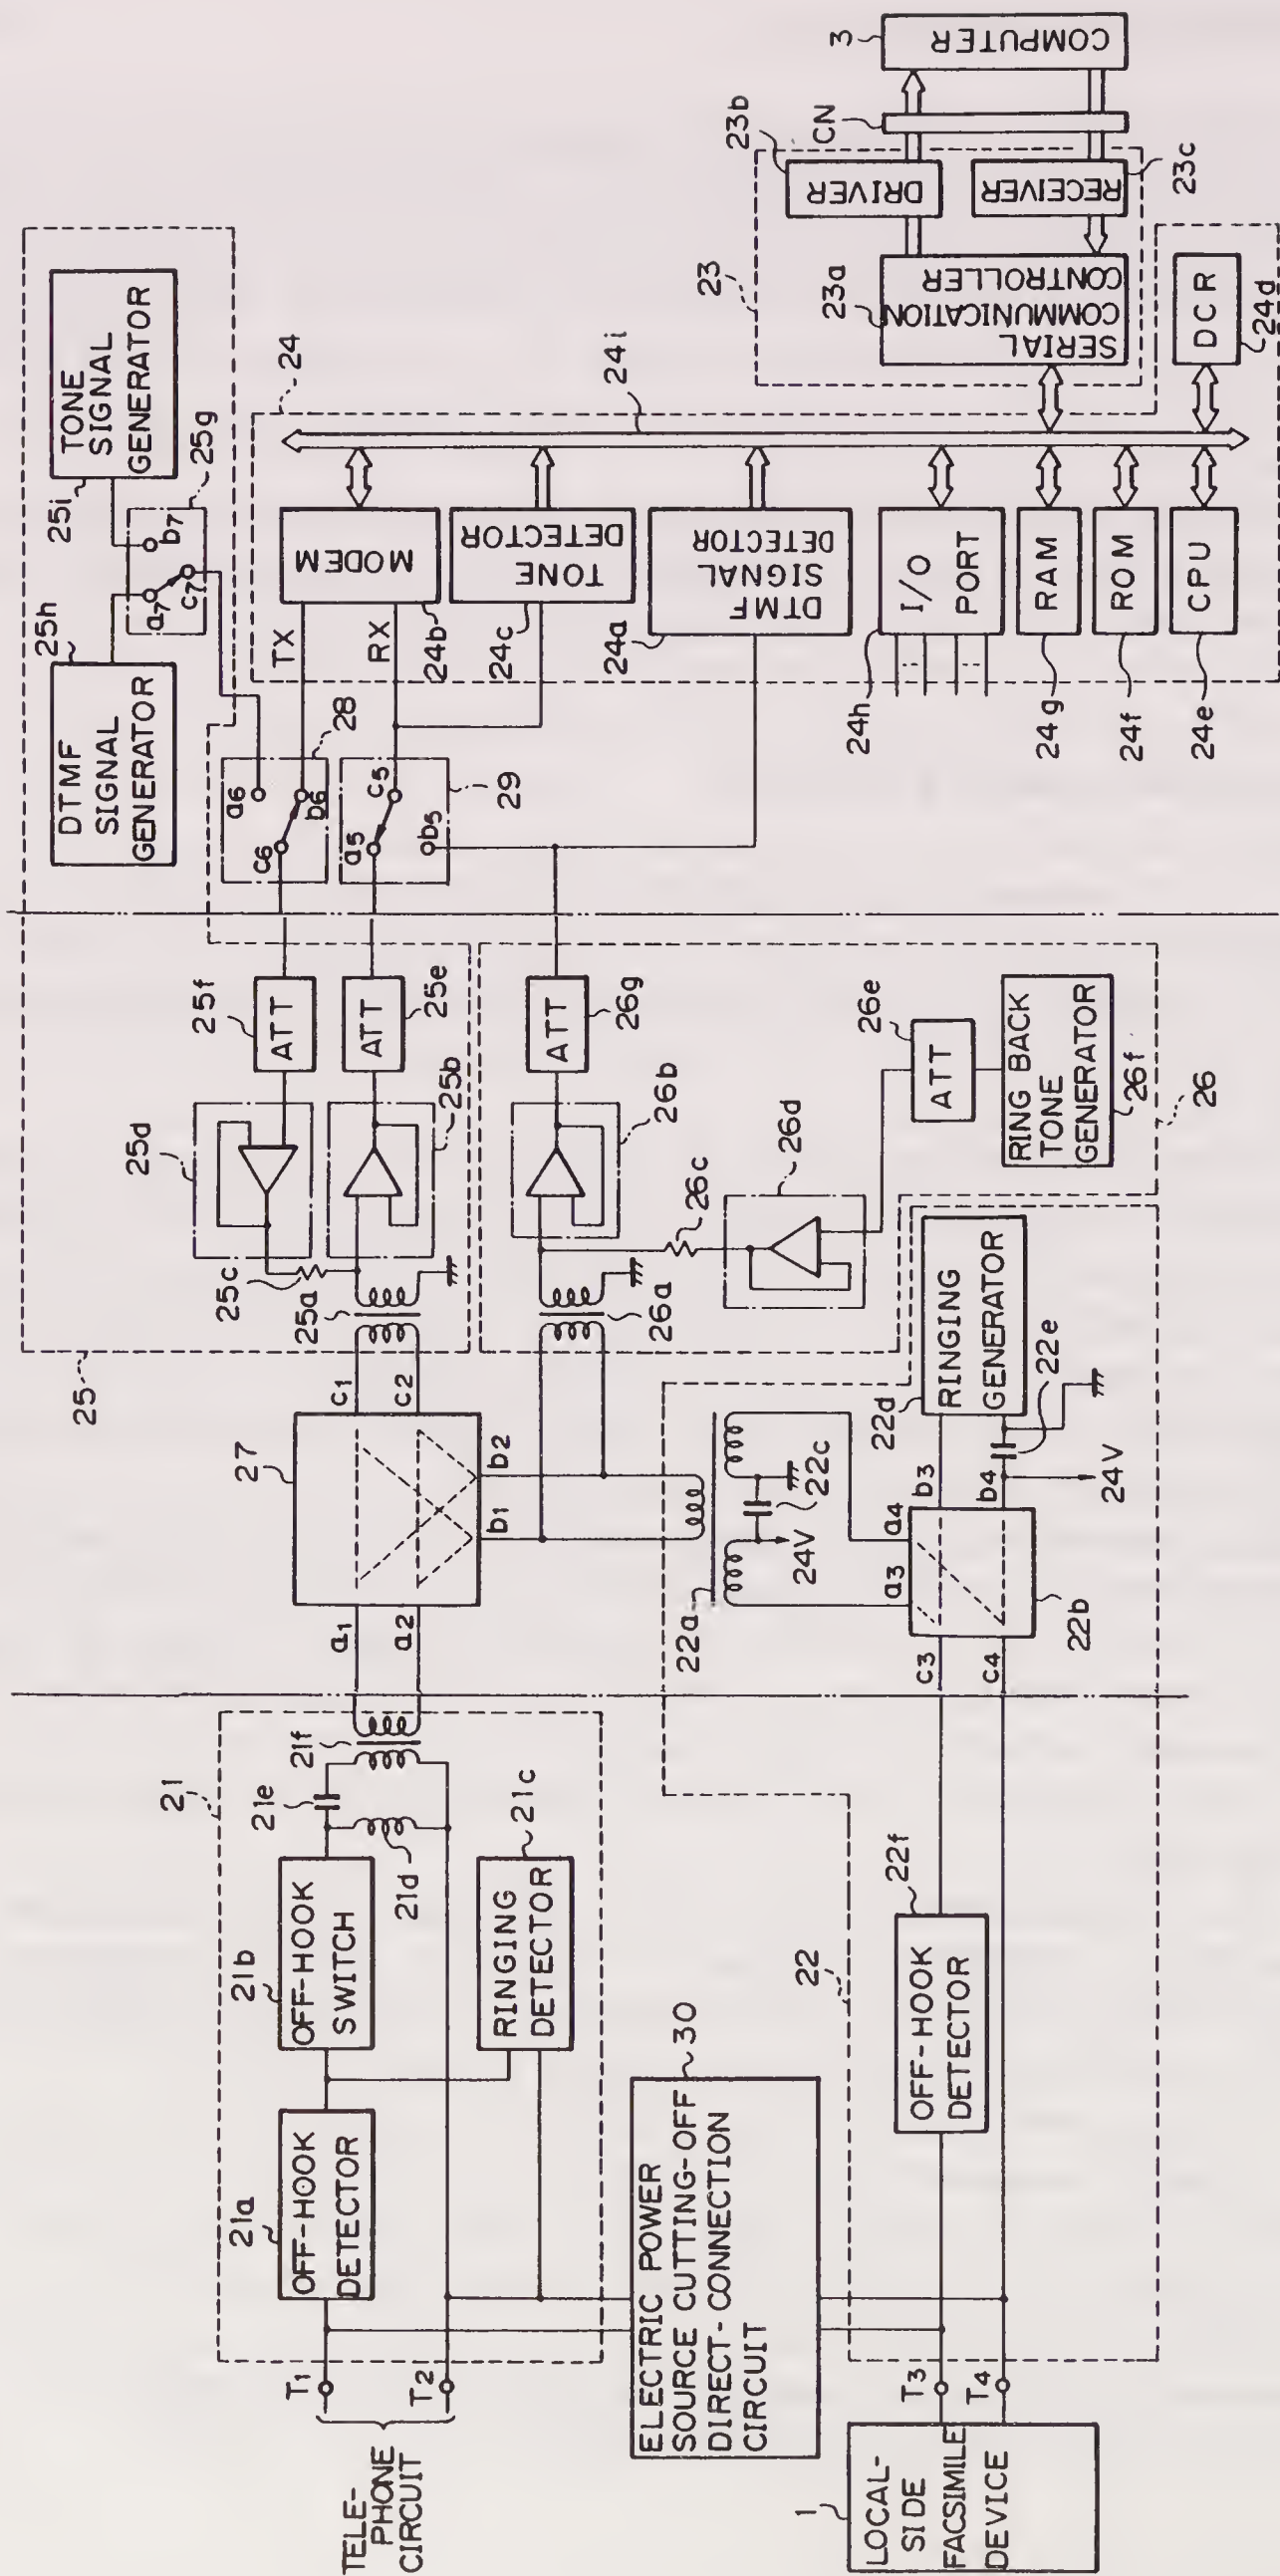 TELE-
PHONE
CIRCUIT
T1
T2
21
21a
OFF-HOOK
DETECTOR
21b
OFF-HOOK
SWITCH
21e
21f
21d
21c
RINGING
DETECTOR
a1
a2
27
c1
c2
b1
b2
25
25a
25c
25d
25b
25f
ATT
25e
ATT
26a
26b
26c
26d
26g
ATT
26e
ATT
RING BACK
TONE
GENERATOR
26f
26
25h
DTMF
SIGNAL
GENERATOR
25i
TONE
SIGNAL
GENERATOR
25g
a7
b7
c7
28
a6
b6
c6
29
a5
b5
c5
TX
RX
24
24i
MODEM
24b
TONE
DETECTOR
24c
DTMF
SIGNAL
DETECTOR
24a
I/O
PORT
24h
RAM
24g
ROM
24f
CPU
24e
DCR
24d
23
23a
SERIAL
COMMUNICATION
CONTROLLER
23b
DRIVER
RECEIVER
23c
CN
3
COMPUTER
ELECTRIC POWER
SOURCE CUTTING-OFF
DIRECT-CONNECTION
CIRCUIT
30
1
LOCAL-
SIDE
FACSIMILE
DEVICE
T3
T4
22
22f
OFF-HOOK
DETECTOR
c3
c4
22b
a3
a4
b3
b4
22a
24V
22c
22d
RINGING
GENERATOR
22e
24V